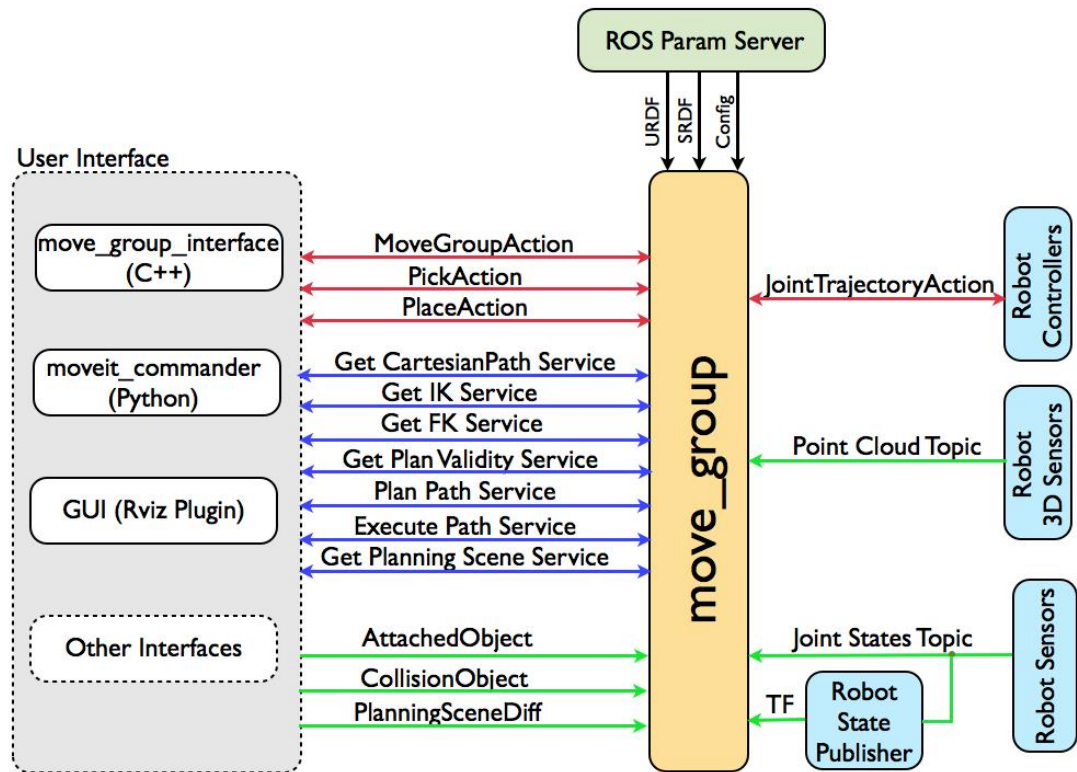 ROS Param Server
URDF
SRDF
Config
User Interface
move_group_interface
(C++)
moveit_commander
(Python)
GUI (Rviz Plugin)
Other Interfaces
MoveGroupAction
PickAction
PlaceAction
Get CartesianPath Service
Get IK Service
Get FK Service
Get Plan Validity Service
Plan Path Service
Execute Path Service
Get Planning Scene Service
AttachedObject
CollisionObject
PlanningSceneDiff
move_group
JointTrajectoryAction
Robot
Controllers
Point Cloud Topic
Robot
3D Sensors
Joint States Topic
TF
Robot
State
Publisher
Robot Sensors